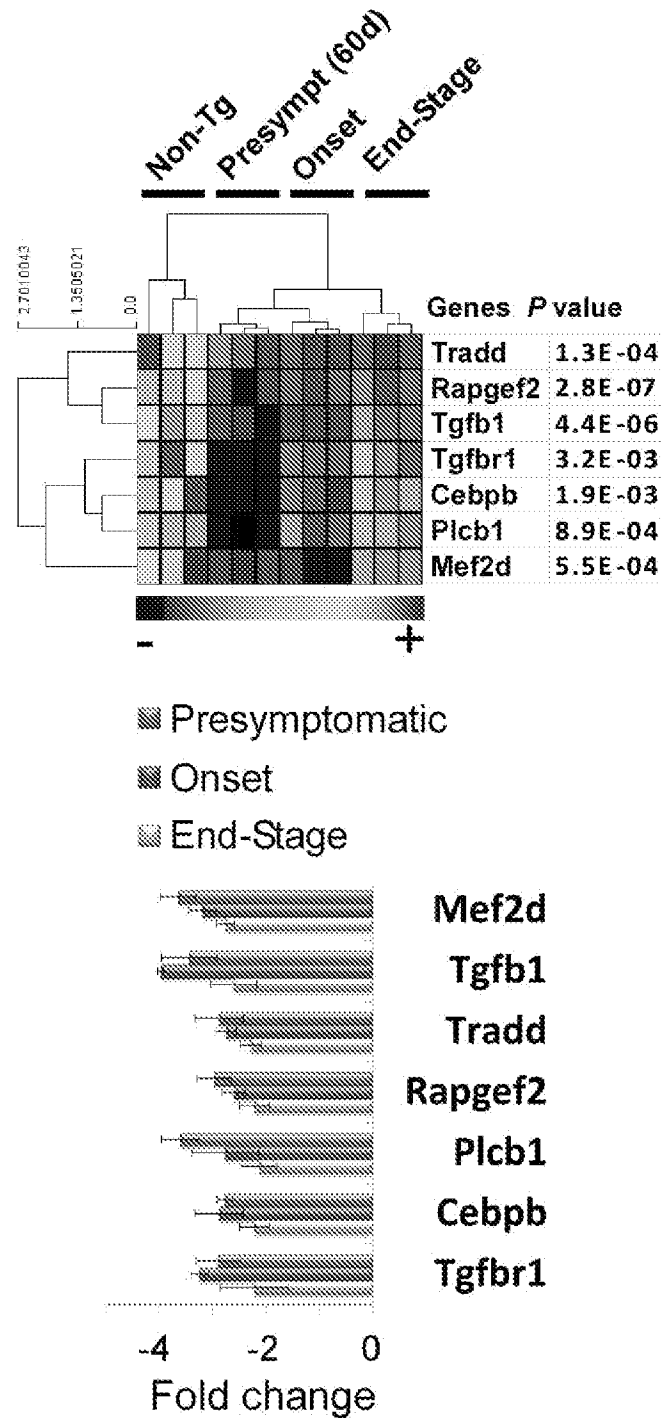 Non-Tg
Presympt (60d)
Onset
End-Stage
2.7010043
1.3505021
0.0
Genes P value
Tradd 1.3E-04
Rapgef2 2.8E-07
Tgfb1 4.4E-06
Tgfbr1 3.2E-03
Cebpb 1.9E-03
Plcb1 8.9E-04
Mef2d 5.5E-04
- +
Presymptomatic
Onset
End-Stage
Mef2d
Tgfb1
Tradd
Rapgef2
Plcb1
Cebpb
Tgfbr1
-4 -2 0
Fold change